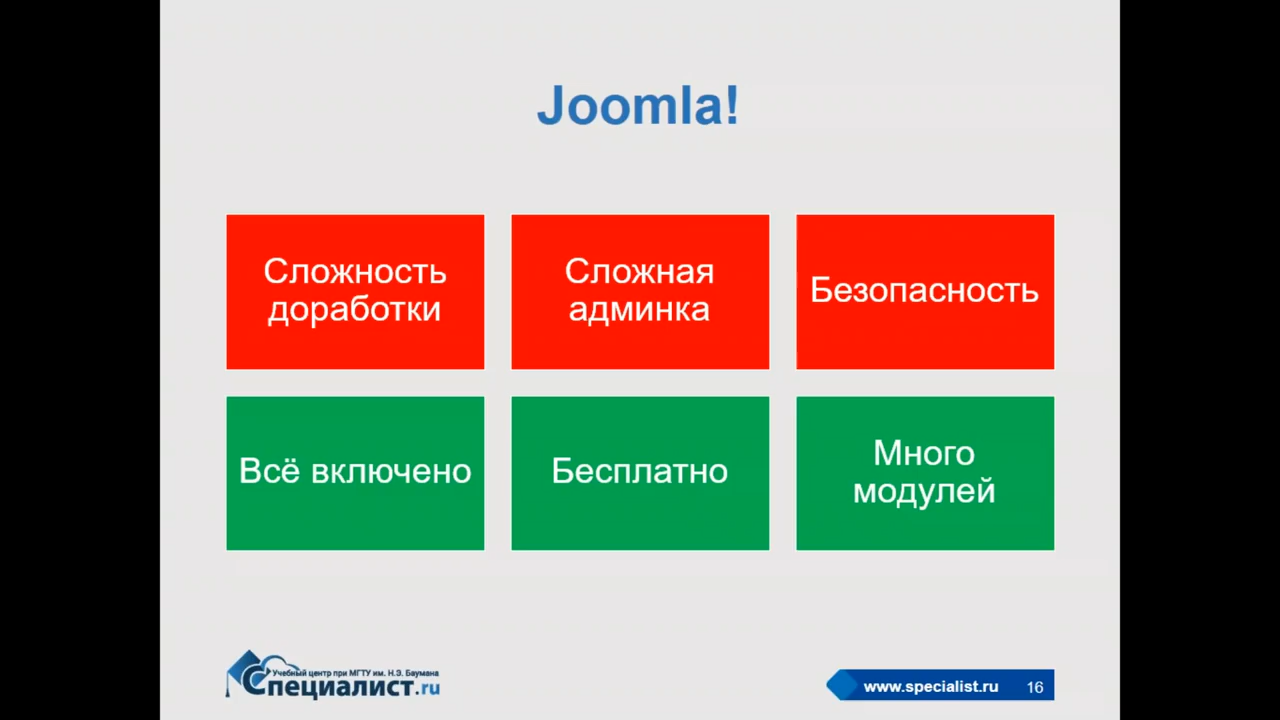 Joomla!
Сложность
доработки
Сложная
админка
Безопасность
Всё включено
Бесплатно
Много
модулей
Учебный центр при МГТУ им. Н.Э. Баумана
Специалист.ru
www.specialist.ru 16